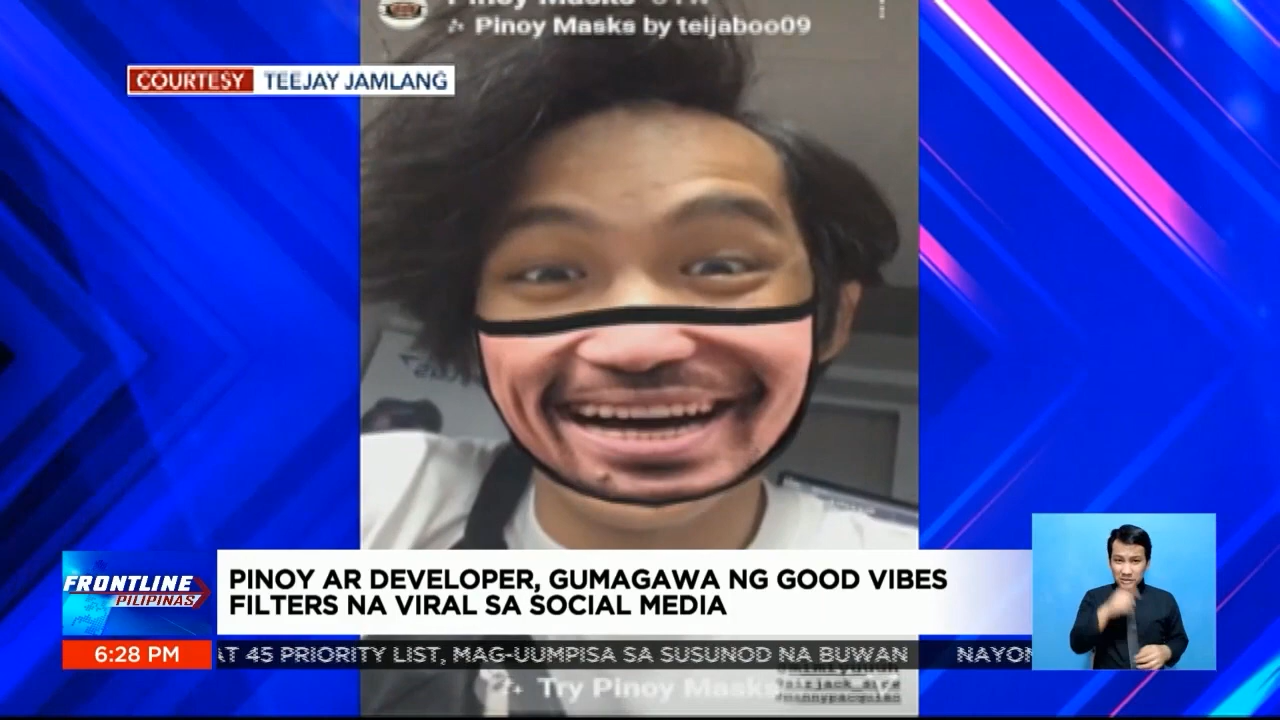 Pinoy Masks by teijaboo09
COURTESY TEEJAY JAMLANG
FRONTLINE
PILIPINAS
PINOY AR DEVELOPER, GUMAGAWA NG GOOD VIBES
FILTERS NA VIRAL SA SOCIAL MEDIA
6:28 PM
45 PRIORITY LIST, MAG-UUMPISA SA SUSUNOD NA BUWAN
Try Pinoy Masks